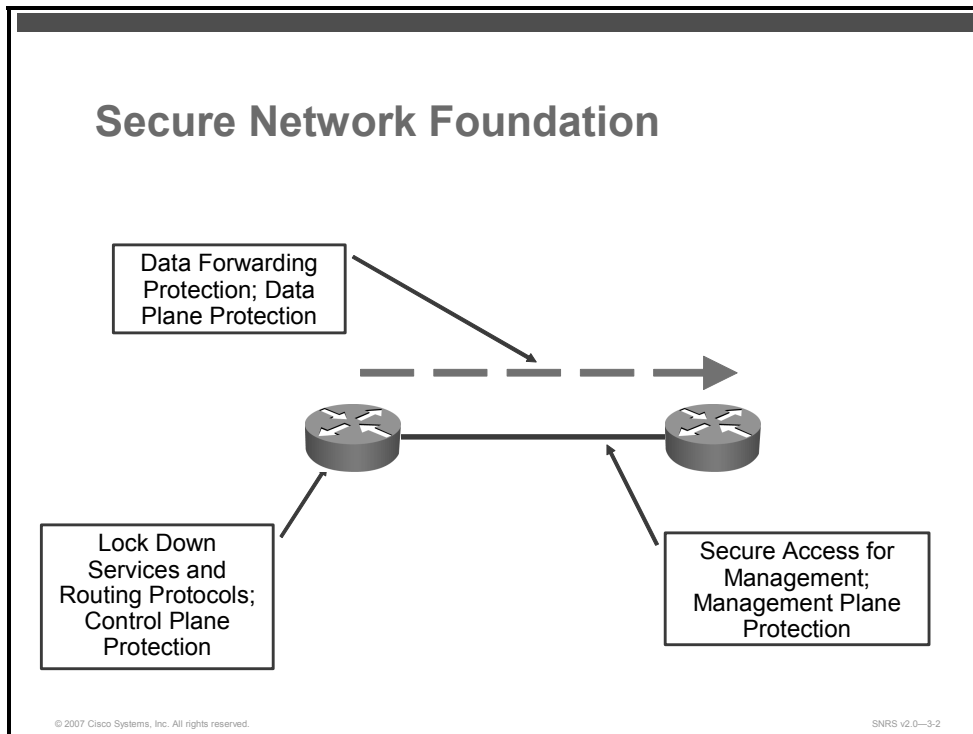 Secure Network Foundation
Data Forwarding
Protection; Data
Plane Protection
Lock Down
Services and
Routing Protocols;
Control Plane
Protection
Secure Access for
Management;
Management Plane
Protection
© 2007 Cisco Systems, Inc. All rights reserved.
SNRS v2.0—3-2